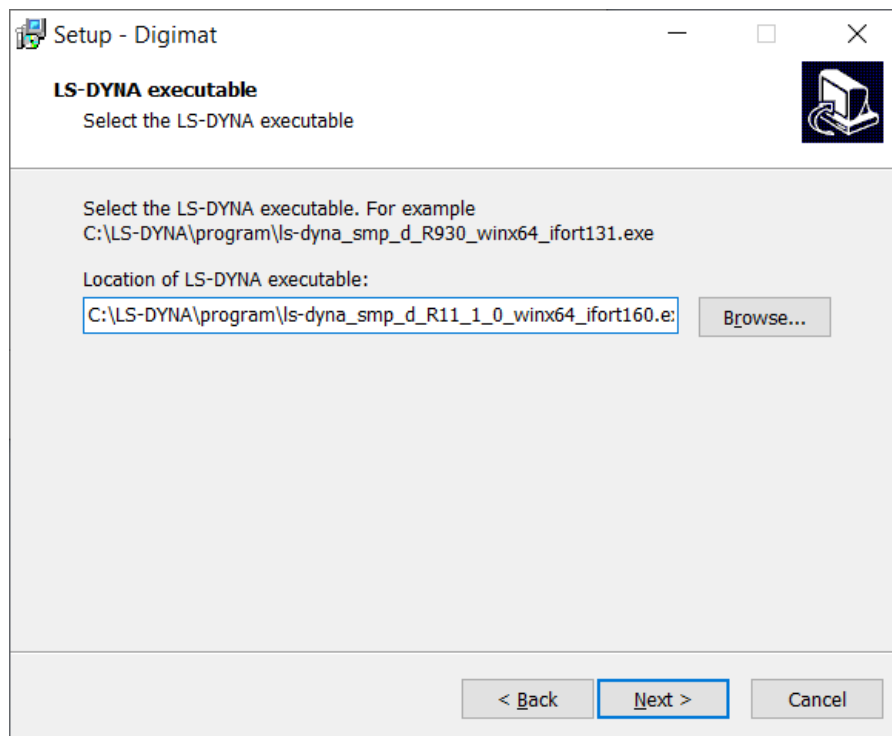 Setup - Digimat
LS-DYNA executable
Select the LS-DYNA executable
Select the LS-DYNA executable. For example
C:\LS-DYNA\program\ls-dyna_smp_d_R930_winx64_ifort131.exe
Location of LS-DYNA executable:
C:\LS-DYNA\program\ls-dyna_smp_d_R11_1_0_winx64_ifort160.e
Browse...
< Back
Next >
Cancel